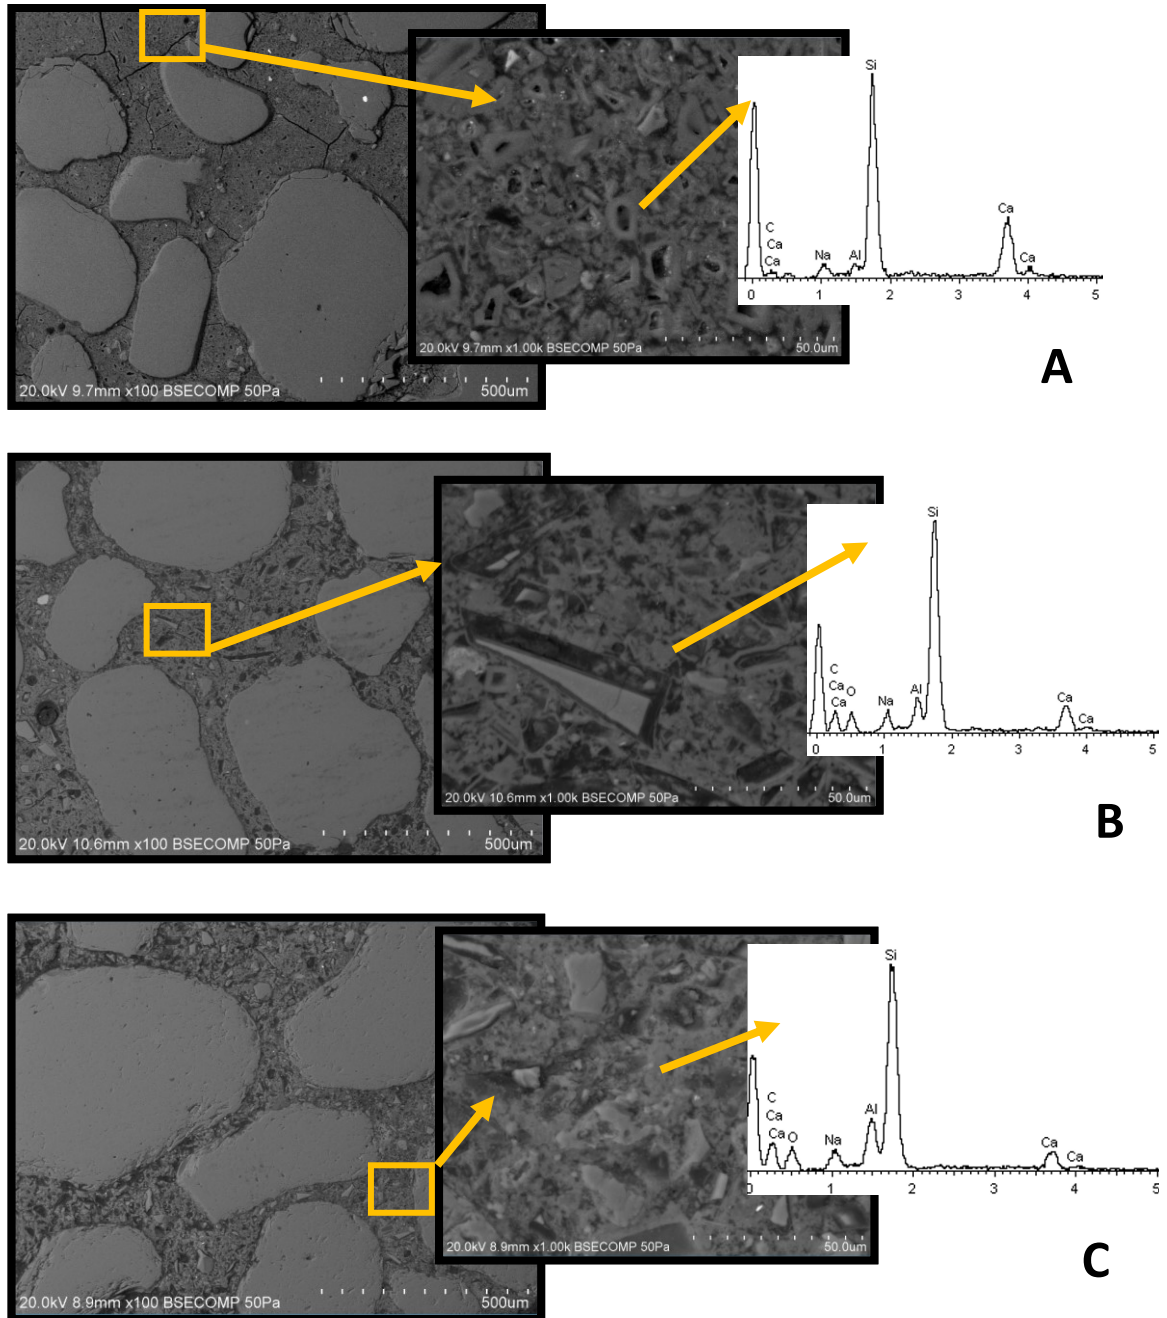 Si
Ca
C
Ca
Ca
Na
Al
Ca
0 1 2 3 4 5
20.0kV 9.7mm x1.00k BSECOMP 50Pa 50.0um
20.0kV 9.7mm x100 BSECOMP 50Pa 500um
A
Si
C
Ca O
Ca
Na
Al
Ca
Ca
0 1 2 3 4 5
20.0kV 10.6mm x1.00k BSECOMP 50Pa 50.0um
20.0kV 10.6mm x100 BSECOMP 50Pa 500um
B
Si
C
Ca
Ca O
Na
Al
Ca
Ca
0 1 2 3 4 5
20.0kV 8.9mm x1.00k BSECOMP 50Pa 50.0um
20.0kV 8.9mm x100 BSECOMP 50Pa 500um
C